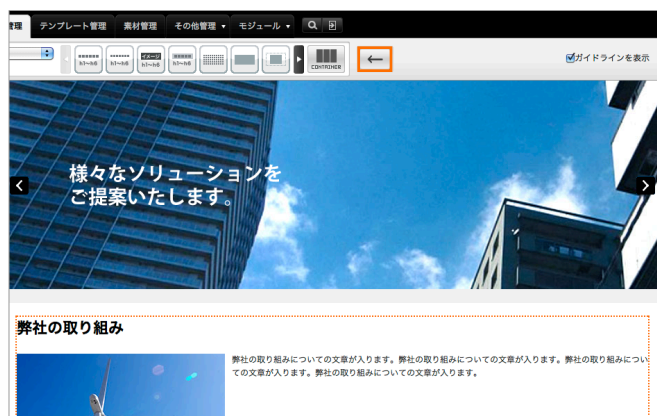 管理 テンプレート管理 素材管理 その他管理 ▼ モジュール ▼
h1~h6 h1~h6 イメージ h1~h6 h1~h6 CONTAINER ← ガイドラインを表示
様々なソリューションを
ご提案いたします。
弊社の取り組み
弊社の取り組みについての文章が入ります。弊社の取り組みについての文章が入ります。弊社の取り組みについ
ての文章が入ります。弊社の取り組みについての文章が入ります。